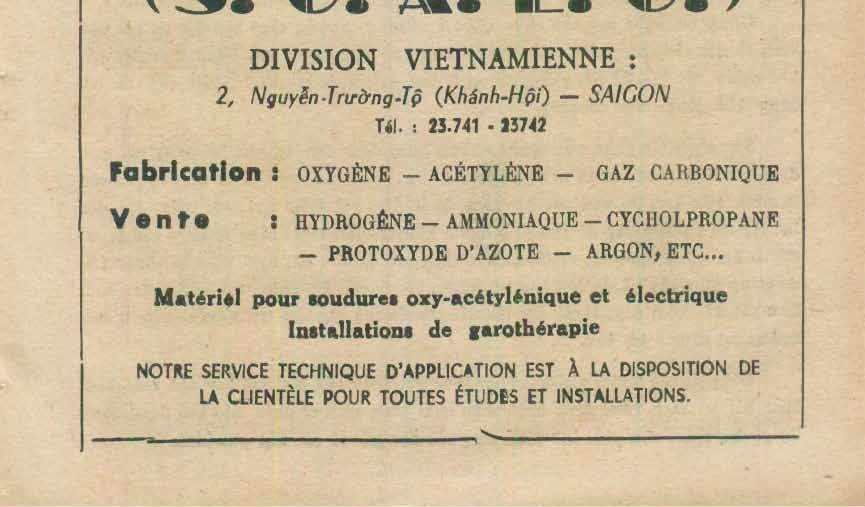 (S. O. A. E. O.)
DIVISION VIETNAMIENNE :
2, Nguyễn-Trường-Tộ (Khánh-Hội) — SAIGON
Tél. : 23.741 - 23742
Fabrication : OXYGÈNE — ACÉTYLÈNE — GAZ CARBONIQUE
Vente : HYDROGÊNE — AMMONIAQUE — CYCHOLPROPANE
— PROTOXYDE D'AZOTE — ARGON, ETC...
Matériel pour soudures oxy-acétylénique et électrique
Installations de garothérapie
NOTRE SERVICE TECHNIQUE D'APPLICATION EST À LA DISPOSITION DE
LA CLIENTÈLE POUR TOUTES ÉTUDES ET INSTALLATIONS.